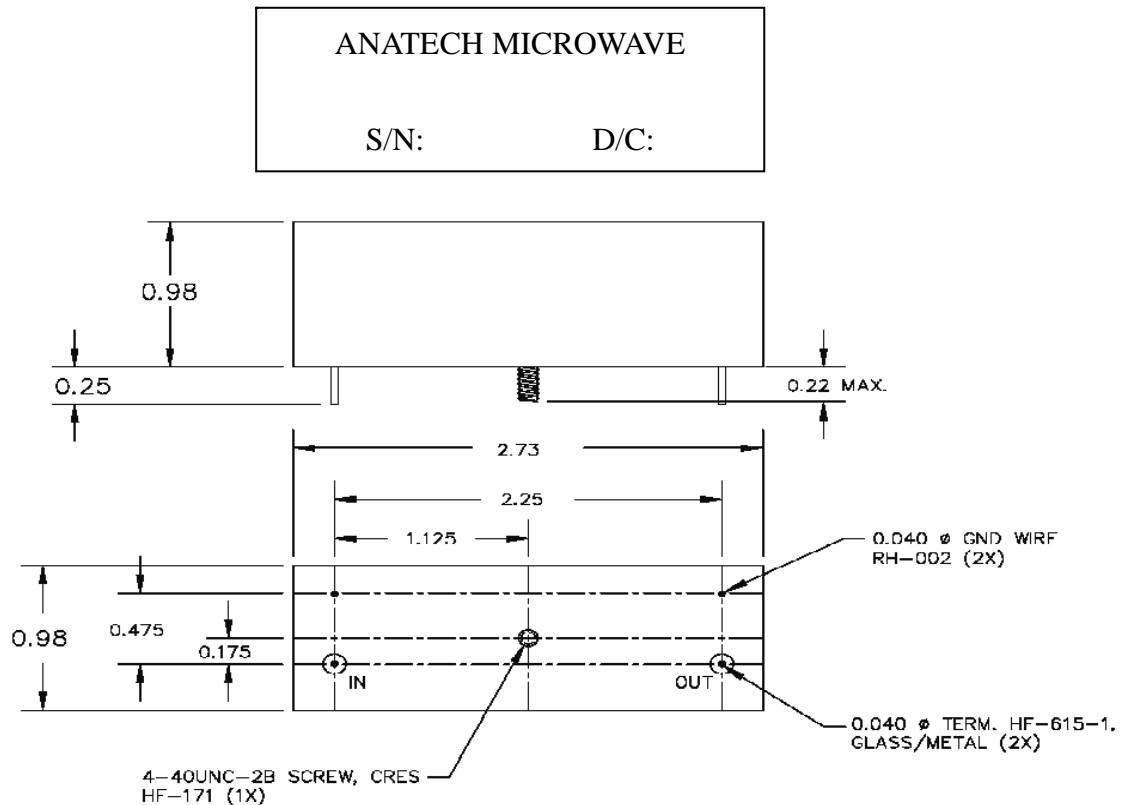 ANATECH MICROWAVE
S/N: D/C:
0.98
0.25
0.22 MAX.
2.73
2.25
1.125
0.040 ø GND WIRE
RH-002 (2X)
0.98
0.475
0.175
IN
OUT
0.040 ø TERM. HF-615-1,
GLASS/METAL (2X)
4-40UNC-2B SCREW, CRES
HF-171 (1X)